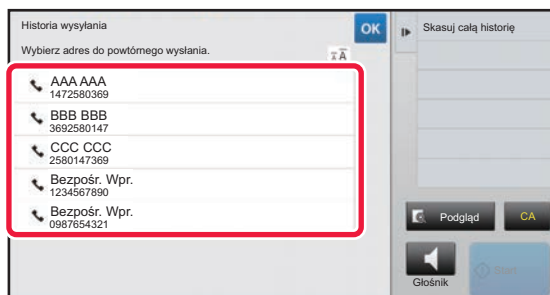 Historia wysyłania
OK
Skasuj całą historię
Wybierz adres do powtórnego wysłania.
AAA AAA
1472580369
BBB BBB
3692580147
CCC CCC
2580147369
Bezpośr. Wpr.
1234567890
Bezpośr. Wpr.
0987654321
Podgląd
CA
Głośnik
Start